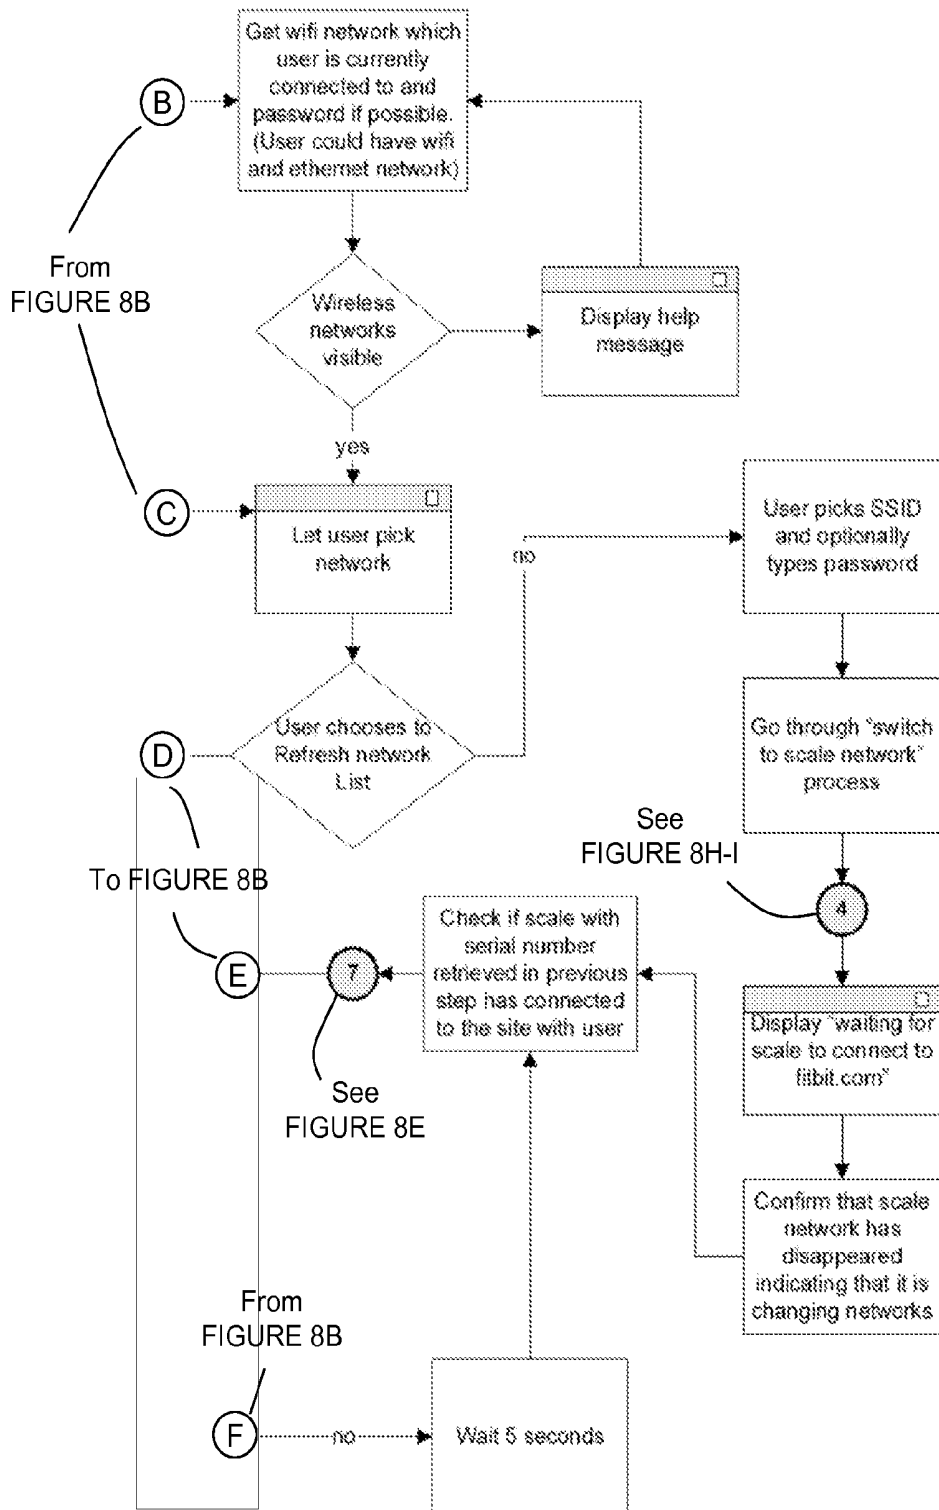 Get wifi network which
user is currently
connected to and
password if possible.
(User could have wifi
and ethernet network)
B
From
FIGURE 8B
Wireless
networks
visible
Display help
message
yes
C
Let user pick
network
no
User picks SSID
and optionally
types password
D
User chooses to
Refresh network
List
Go through "switch
to scale network"
process
See
FIGURE 8H-I
4
To FIGURE 8B
E
7
Check if scale with
serial number
retrieved in previous
step has connected
to the site with user
Display "waiting for
scale to connect to
fitbit.com"
See
FIGURE 8E
Confirm that scale
network has
disappeared
indicating that it is
changing networks
From
FIGURE 8B
F
no
Wait 5 seconds